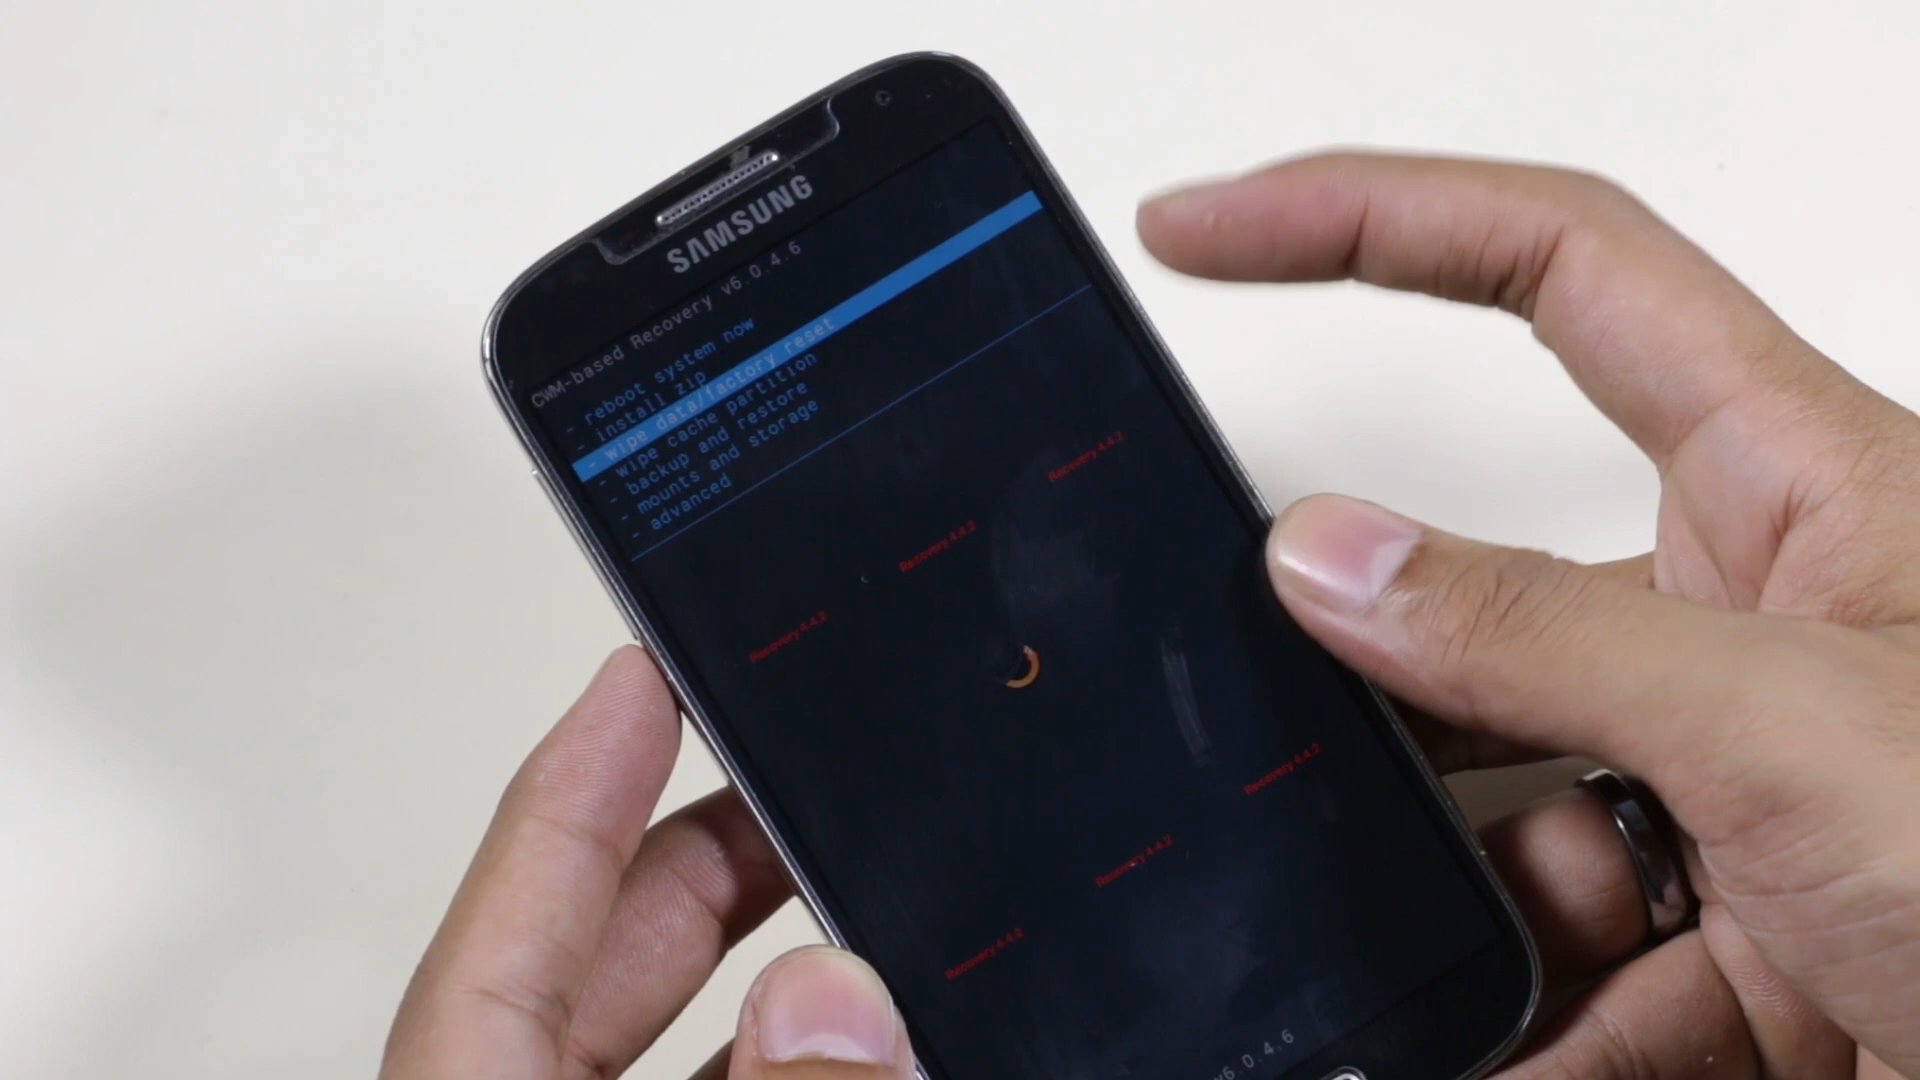 SAMSUNG
CWM-based Recovery v6.0.4.6
- reboot system now
- install zip
- wipe data/factory reset
- wipe cache partition
- backup and restore
- mounts and storage
- advanced
Recovery 4.4.2
Recovery 4.4.2
Recovery 4.4.2
Recovery 4.4.2
Recovery 4.4.2
Recovery 4.4.2
v6.0.4.6